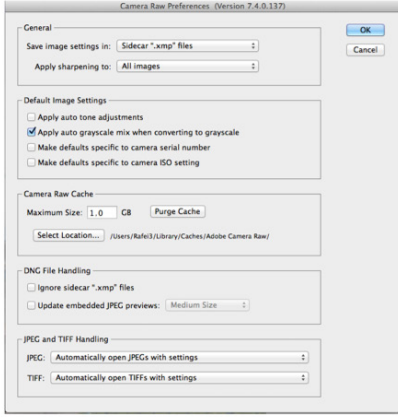 Camera Raw Preferences (Version 7.4.0.137)
General
OK
Save image settings in: Sidecar ".xmp" files
Cancel
Apply sharpening to: All images
Default Image Settings
Apply auto tone adjustments
Apply auto grayscale mix when converting to grayscale
Make defaults specific to camera serial number
Make defaults specific to camera ISO setting
Camera Raw Cache
Maximum Size: 1.0 GB Purge Cache
Select Location... /Users/Rafei3/Library/Caches/Adobe Camera Raw/
DNG File Handling
Ignore sidecar ".xmp" files
Update embedded JPEG previews: Medium Size
JPEG and TIFF Handling
JPEG: Automatically open JPEGs with settings
TIFF: Automatically open TIFFs with settings